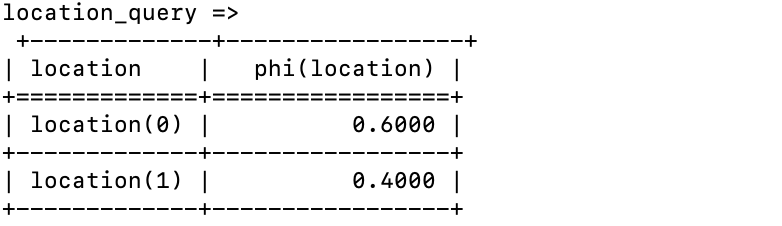 location_query =>
 +-------------+-----------------+
| location    |   phi(location) |
+=============+=================+
| location(0) |          0.6000 |
+-------------+-----------------+
| location(1) |          0.4000 |
+-------------+-----------------+